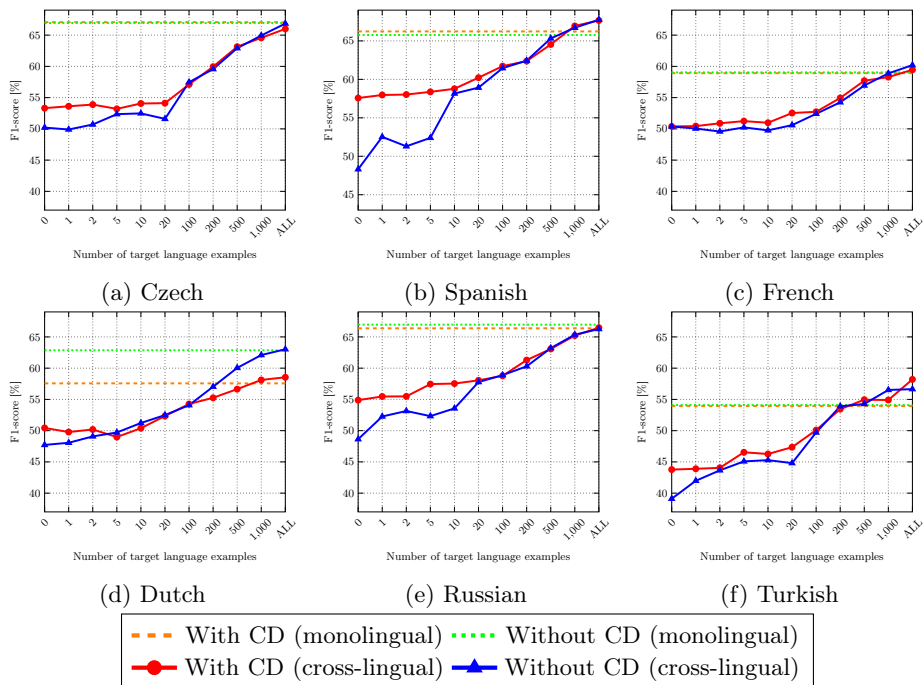 65
60
55
50
45
40
F1-score [%]
0 1 2 5 10 20 100 200 500 1,000 ALL
Number of target language examples
(a) Czech
65
60
55
50
45
F1-score [%]
0 1 2 5 10 20 100 200 500 1,000 ALL
Number of target language examples
(b) Spanish
65
60
55
50
45
40
F1-score [%]
0 1 2 5 10 20 100 200 500 1,000 ALL
Number of target language examples
(c) French
65
60
55
50
45
40
F1-score [%]
0 1 2 5 10 20 100 200 500 1,000 ALL
Number of target language examples
(d) Dutch
65
60
55
50
45
40
F1-score [%]
0 1 2 5 10 20 100 200 500 1,000 ALL
Number of target language examples
(e) Russian
65
60
55
50
45
40
F1-score [%]
0 1 2 5 10 20 100 200 500 1,000 ALL
Number of target language examples
(f) Turkish
With CD (monolingual) Without CD (monolingual)
With CD (cross-lingual) Without CD (cross-lingual)